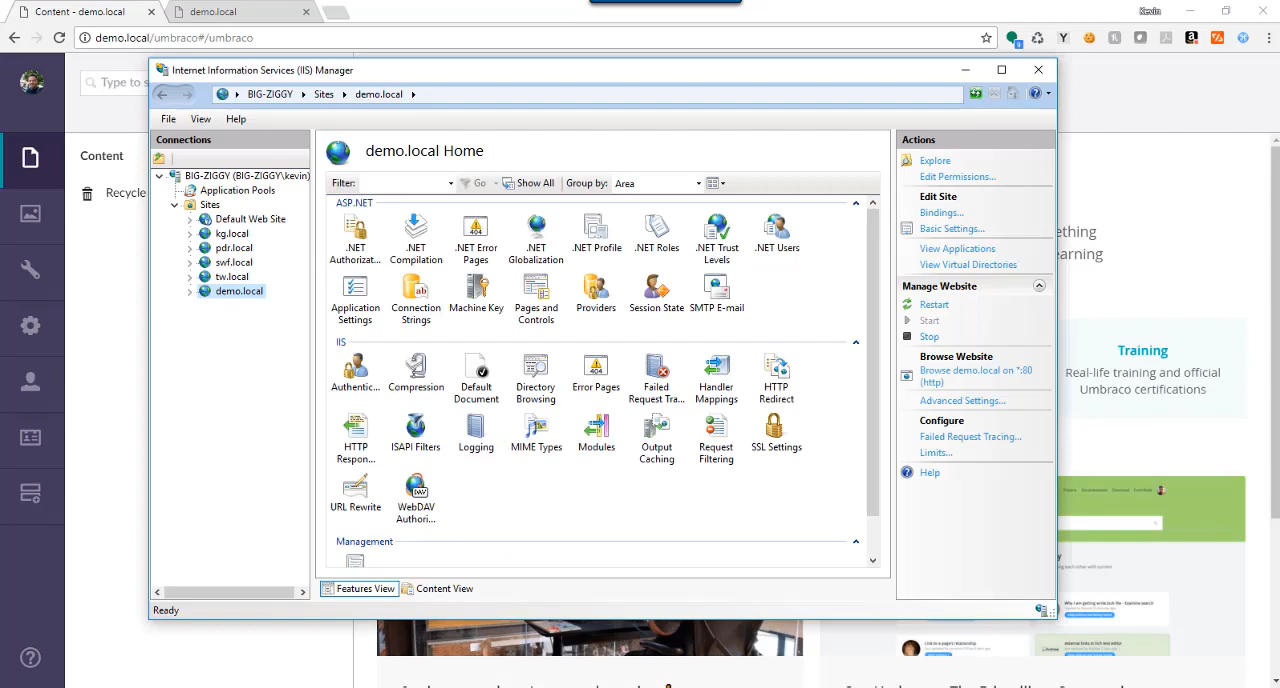 Content - demo.local
demo.local
Kevin
demo.local/umbraco#/umbraco
Type to s
Content
Recycle
Internet Information Services (IIS) Manager
BIG-ZIGGY
Sites
demo.local
File
View
Help
Connections
BIG-ZIGGY (BIG-ZIGGY\kevin)
Application Pools
Sites
Default Web Site
kg.local
pdr.local
swf.local
tw.local
demo.local
demo.local Home
Filter:
Go
Show All
Group by:
Area
ASP.NET
.NET Authorizar...
.NET Compilation
.NET Error Pages
.NET Globalization
.NET Profile
.NET Roles
.NET Trust Levels
.NET Users
Application Settings
Connection Strings
Machine Key
Pages and Controls
Providers
Session State
SMTP E-mail
IIS
Authentic...
Compression
Default Document
Directory Browsing
Error Pages
Failed Request Tra...
Handler Mappings
HTTP Redirect
HTTP Respon...
ISAPI Filters
Logging
MIME Types
Modules
Output Caching
Request Filtering
SSL Settings
URL Rewrite
WebDAV Authori...
Management
Features View
Content View
Ready
Actions
Explore
Edit Permissions...
Edit Site
Bindings...
Basic Settings...
View Applications
View Virtual Directories
Manage Website
Restart
Start
Stop
Browse Website
Browse demo.local on *:80
(http)
Advanced Settings...
Configure
Failed Request Tracing...
Limits...
Help
ething
earning
Training
Real-life training and official
Umbraco certifications